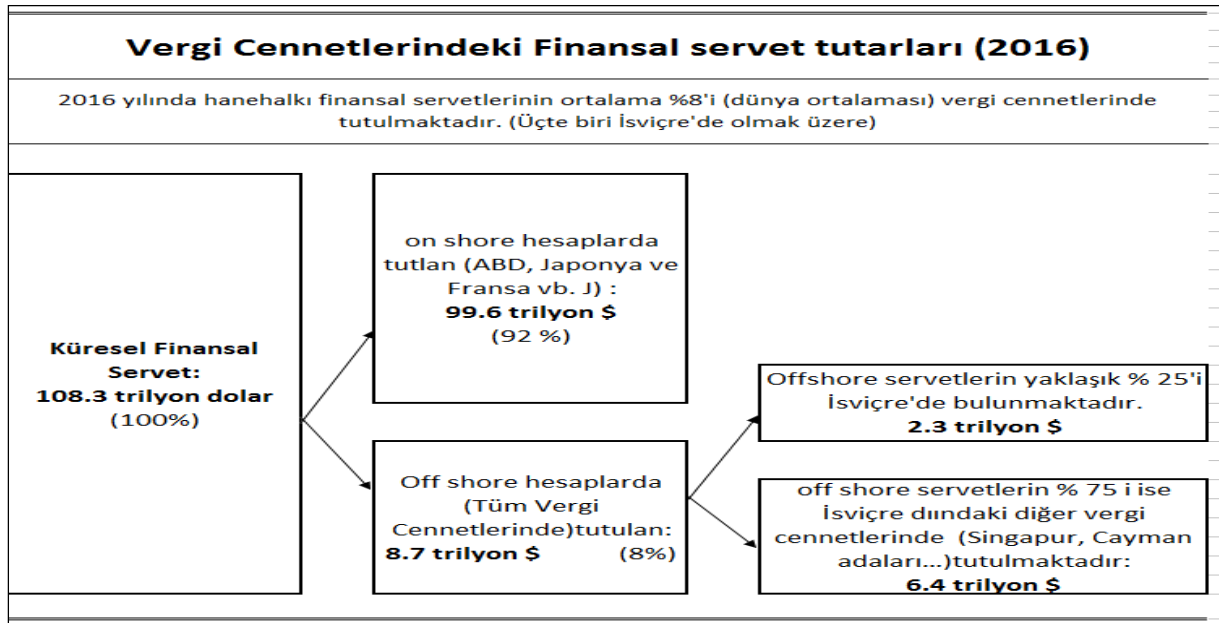 Vergi Cennetlerindeki Finansal servet tutarları (2016)
2016 yılında hanehalkı finansal servetlerinin ortalama %8'i (dünya ortalaması) vergi cennetlerinde
tutulmaktadır. (Üçte biri İsviçre'de olmak üzere)
Küresel Finansal
Servet:
108.3 trilyon dolar
(100%)
on shore hesaplarda
tutlan (ABD, Japonya ve
Fransa vb. J) :
99.6 trilyon $
(92 %)
Off shore hesaplarda
(Tüm Vergi
Cennetlerinde)tutulan:
8.7 trilyon $ (8%)
Offshore servetlerin yaklaşık % 25'i
İsviçre'de bulunmaktadır.
2.3 trilyon $
off shore servetlerin % 75 i ise
İsviçre dıındaki diğer vergi
cennetlerinde (Singapur, Cayman
adaları...)tutulmaktadır:
6.4 trilyon $